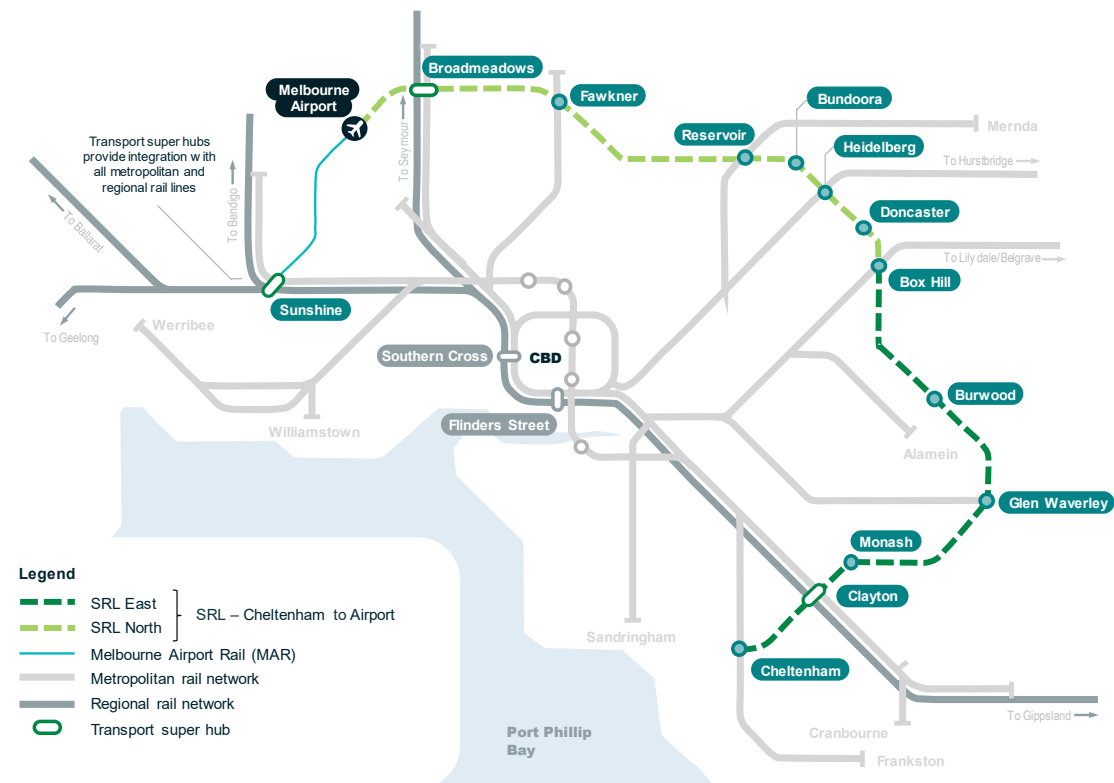 Broadmeadows
Melbourne
Airport
Fawkner
Bundoora
Reservoir
Mernda
Transport super hubs
provide integration with
all metropolitan and
regional rail lines
To Seymour
Heidelberg
To Hurstbridge
To Bendigo
To Ballarat
Doncaster
To Lilydale/Belgrave
Box Hill
Sunshine
Werribee
To Geelong
Southern Cross
CBD
Burwood
Flinders Street
Williamstown
Alamein
Glen Waverley
Monash
Legend
SRL East
SRL North
SRL – Cheltenham to Airport
Melbourne Airport Rail (MAR)
Metropolitan rail network
Regional rail network
Transport super hub
Clayton
Sandringham
Cheltenham
To Gippsland
Port Phillip
Bay
Cranbourne
Frankston